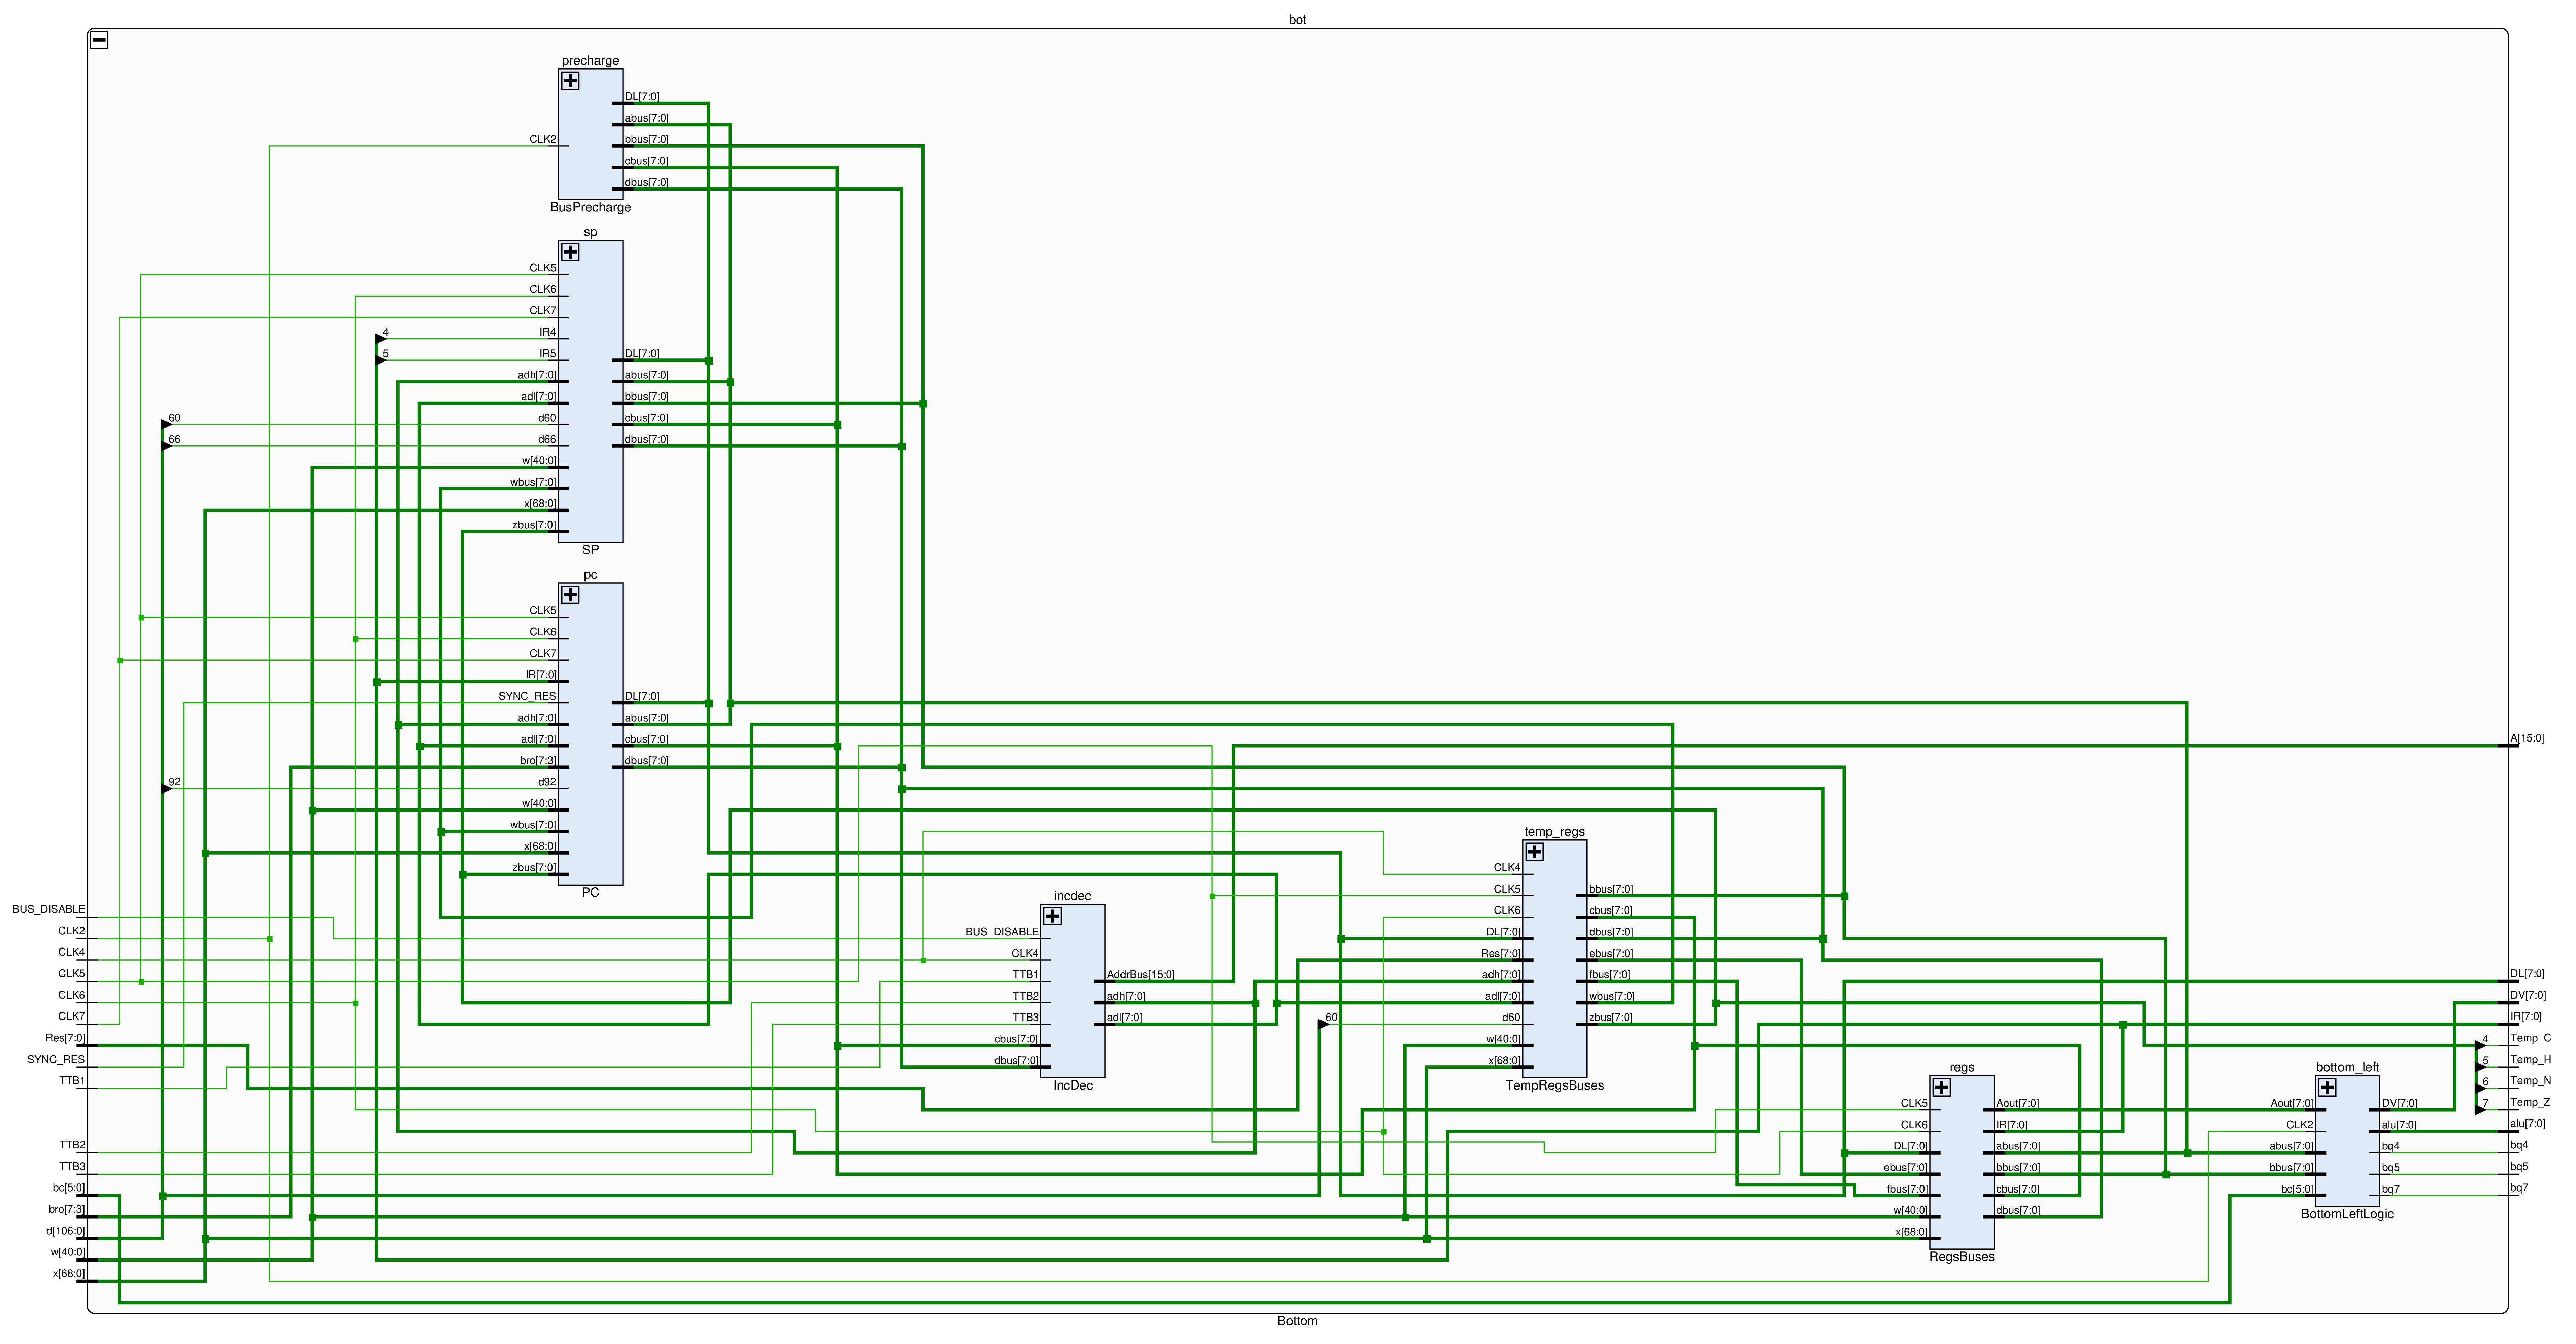 bot
precharge
DL[7:0]
abus[7:0]
CLK2
bbus[7:0]
cbus[7:0]
dbus[7:0]
BusPrecharge
sp
CLK5
CLK6
CLK7
4
IR4
5
IR5
DL[7:0]
adh[7:0]
abus[7:0]
adl[7:0]
bbus[7:0]
60
d60
cbus[7:0]
66
d66
dbus[7:0]
w[40:0]
wbus[7:0]
x[68:0]
zbus[7:0]
SP
pc
CLK5
CLK6
CLK7
IR[7:0]
SYNC_RES
DL[7:0]
adh[7:0]
abus[7:0]
adl[7:0]
cbus[7:0]
bro[7:3]
dbus[7:0]
92
d92
w[40:0]
wbus[7:0]
x[68:0]
zbus[7:0]
PC
BUS_DISABLE
CLK2
CLK4
CLK5
CLK6
CLK7
Res[7:0]
SYNC_RES
TTB1
TTB2
TTB3
bc[5:0]
bro[7:3]
d[106:0]
w[40:0]
x[68:0]
incdec
BUS_DISABLE
CLK4
TTB1
AddrBus[15:0]
TTB2
adh[7:0]
TTB3
adl[7:0]
cbus[7:0]
dbus[7:0]
IncDec
temp_regs
CLK4
CLK5
bbus[7:0]
CLK6
cbus[7:0]
DL[7:0]
dbus[7:0]
Res[7:0]
ebus[7:0]
adh[7:0]
fbus[7:0]
adl[7:0]
wbus[7:0]
60
d60
zbus[7:0]
w[40:0]
x[68:0]
TempRegsBuses
regs
CLK5
Aout[7:0]
CLK6
IR[7:0]
DL[7:0]
abus[7:0]
ebus[7:0]
bbus[7:0]
fbus[7:0]
cbus[7:0]
w[40:0]
dbus[7:0]
x[68:0]
RegsBuses
bottom_left
Aout[7:0]
DV[7:0]
CLK2
alu[7:0]
abus[7:0]
bq4
bbus[7:0]
bq5
bc[5:0]
bq7
BottomLeftLogic
A[15:0]
DL[7:0]
DV[7:0]
IR[7:0]
4
Temp_C
5
Temp_H
6
Temp_N
7
Temp_Z
alu[7:0]
bq4
bq5
bq7
Bottom